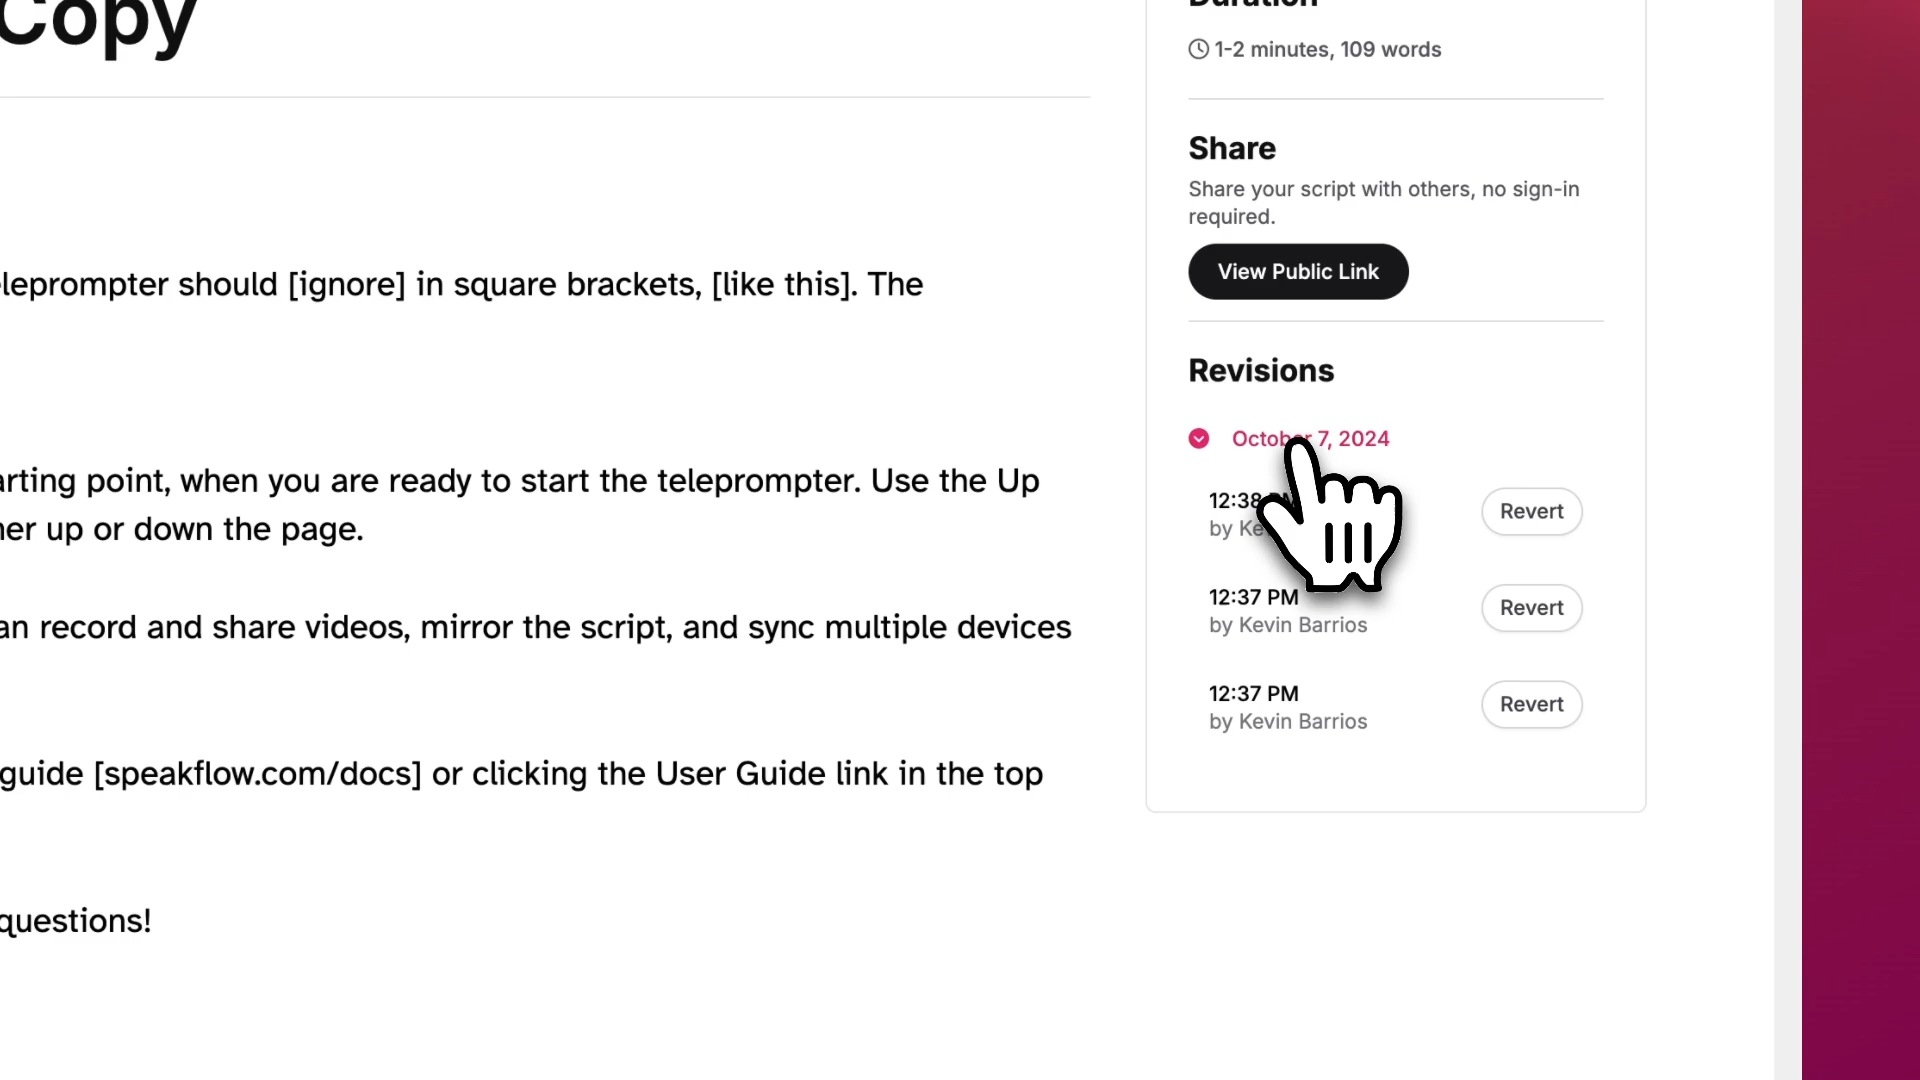 Copy
leprompter should [ignore] in square brackets, [like this]. The
arting point, when you are ready to start the teleprompter. Use the Up
her up or down the page.
an record and share videos, mirror the script, and sync multiple devices
guide [speakflow.com/docs] or clicking the User Guide link in the top
questions!
Duration
1-2 minutes, 109 words
Share
Share your script with others, no sign-in
required.
View Public Link
Revisions
October 7, 2024
12:38 PM
by
Revert
12:37 PM
by Kevin Barrios
Revert
12:37 PM
by Kevin Barrios
Revert